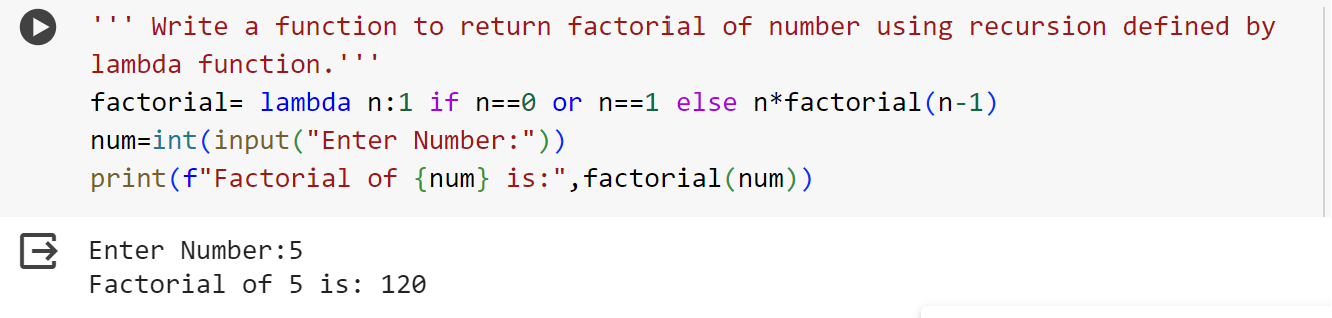 ''' Write a function to return factorial of number using recursion defined by
lambda function.'''
factorial= lambda n:1 if n==0 or n==1 else n*factorial(n-1)
num=int(input("Enter Number:"))
print(f"Factorial of {num} is:",factorial(num))
Enter Number:5
Factorial of 5 is: 120